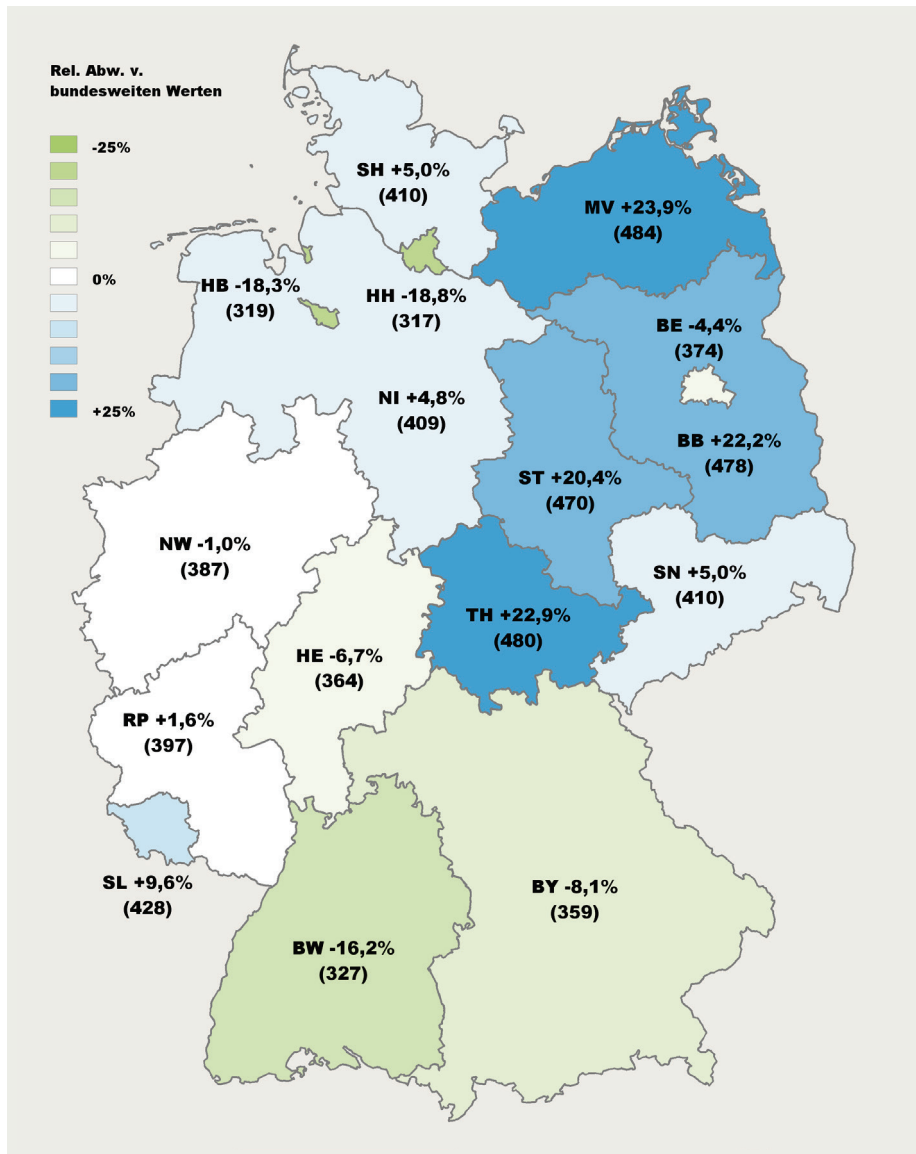 Rel. Abw. v.
bundesweiten Werten
-25%
0%
+25%
SH +5,0%
(410)
MV +23,9%
(484)
HB -18,3%
(319)
HH -18,8%
(317)
BE -4,4%
(374)
NI +4,8%
(409)
BB +22,2%
(478)
ST +20,4%
(470)
NW -1,0%
(387)
SN +5,0%
(410)
TH +22,9%
(480)
HE -6,7%
(364)
RP +1,6%
(397)
SL +9,6%
(428)
BY -8,1%
(359)
BW -16,2%
(327)